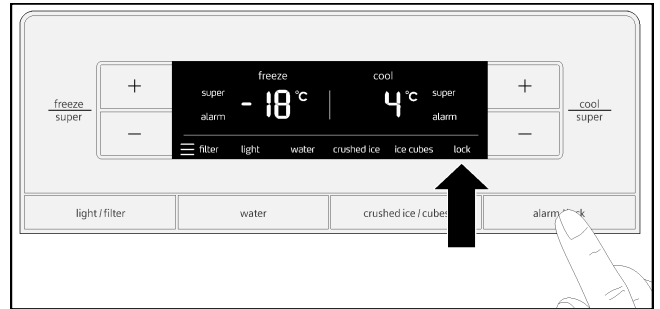 freeze
super
+
−
freeze
super
alarm
- 18 °C
cool
4 °C
super
alarm
filter light water crushed ice ice cubes lock
+
−
cool
super
light / filter
water
crushed ice / cubes